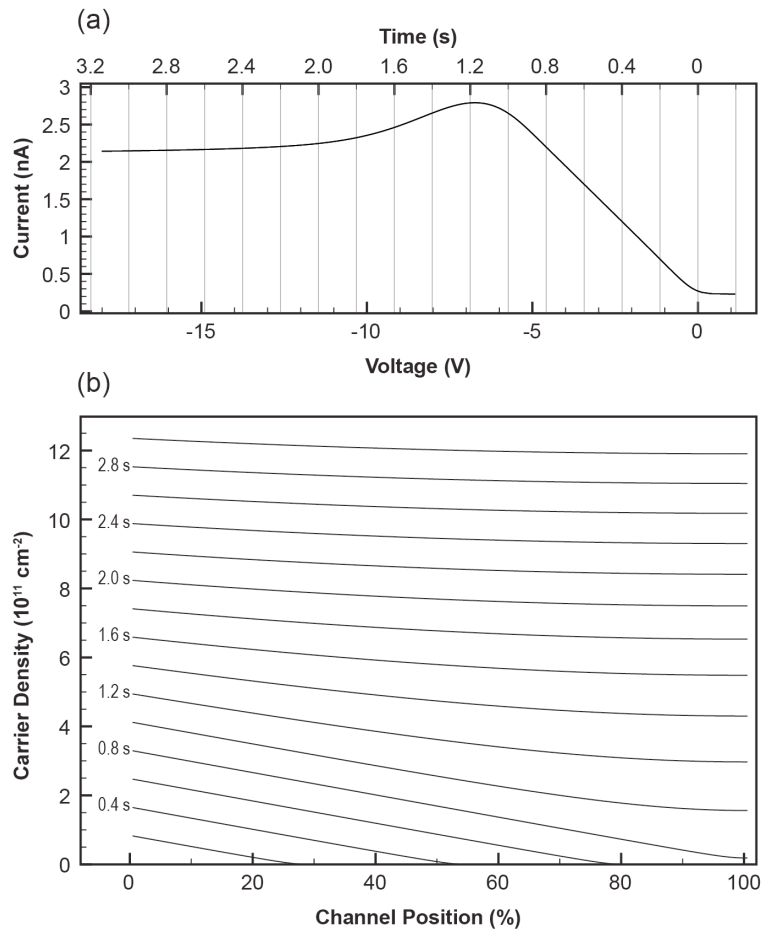 (a)
Time (s)
3.2 2.8 2.4 2.0 1.6 1.2 0.8 0.4 0
3
2.5
2
1.5
1
0.5
0
Current (nA)
-15 -10 -5 0
Voltage (V)
(b)
12
10
8
6
4
2
0
Carrier Density (10¹¹ cm⁻²)
2.8 s
2.4 s
2.0 s
1.6 s
1.2 s
0.8 s
0.4 s
0 20 40 60 80 100
Channel Position (%)